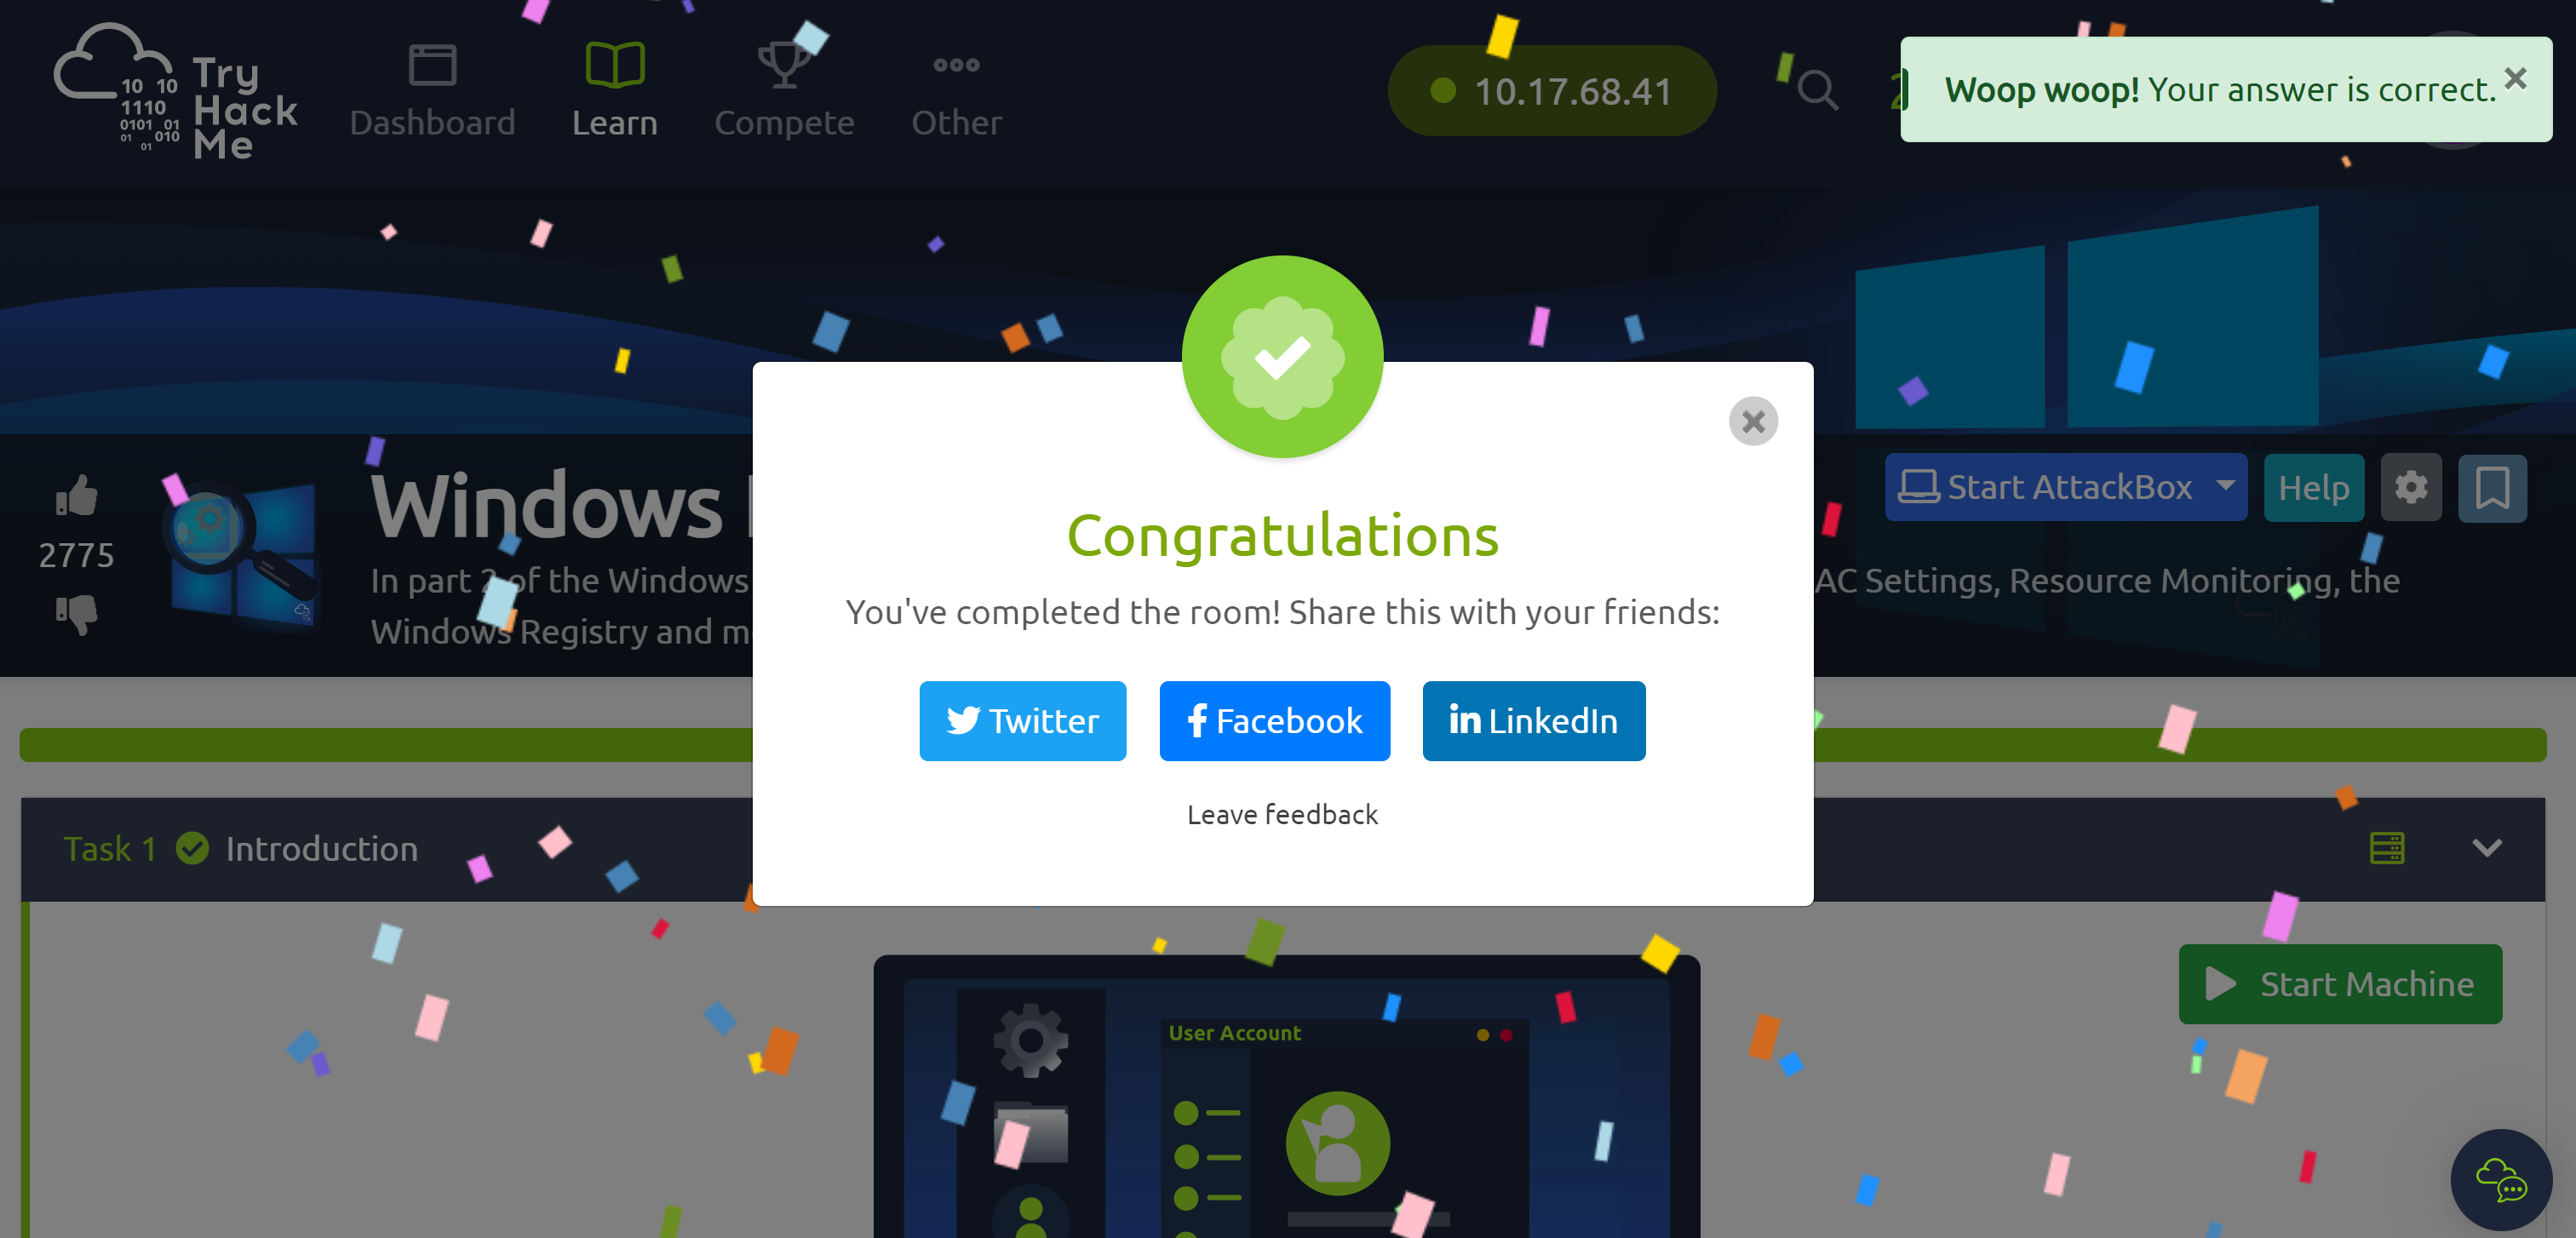 Try
Hack
Me
10 10
1110
0101 01
01 010
01
Dashboard
Learn
Compete
Other
10.17.68.41
Woop woop! Your answer is correct.
2775
Windows
In part 2 of the Windows
AC Settings, Resource Monitoring, the
Windows Registry and m
Start AttackBox
Help
Congratulations
You've completed the room! Share this with your friends:
Twitter
Facebook
LinkedIn
Leave feedback
Task 1
Introduction
Start Machine
User Account